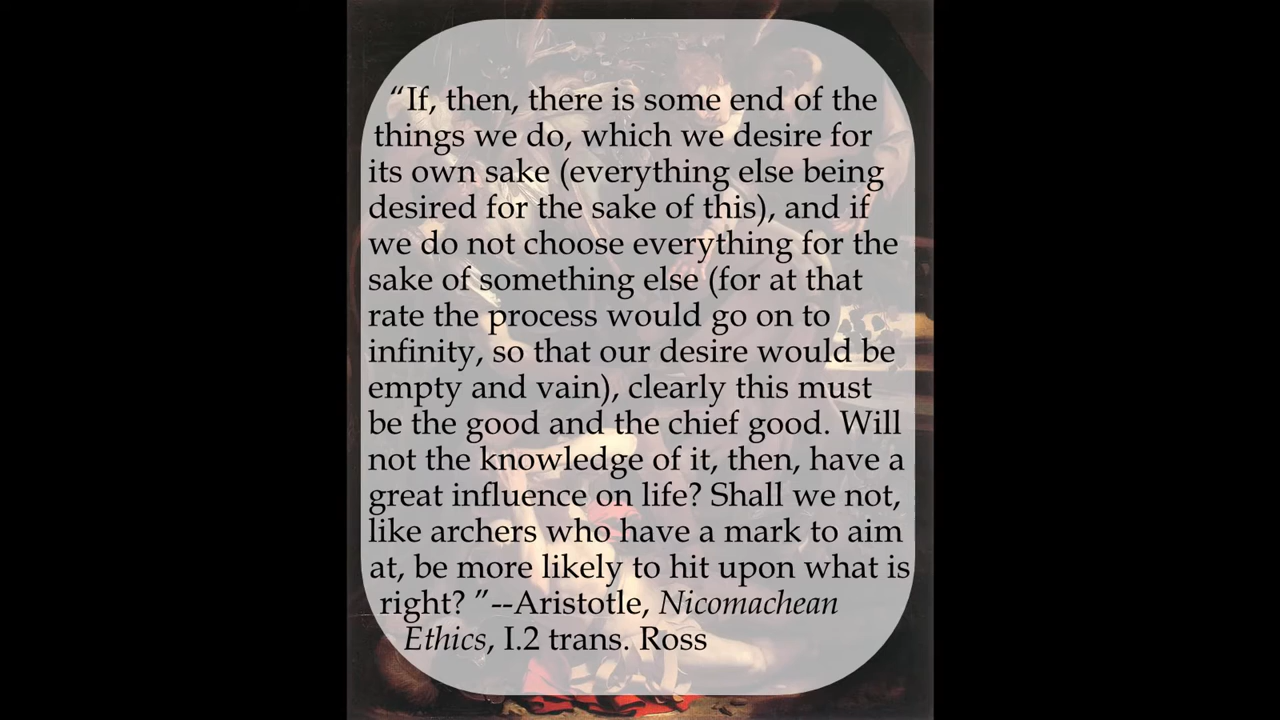 “If, then, there is some end of the
things we do, which we desire for
its own sake (everything else being
desired for the sake of this), and if
we do not choose everything for the
sake of something else (for at that
rate the process would go on to
infinity, so that our desire would be
empty and vain), clearly this must
be the good and the chief good. Will
not the knowledge of it, then, have a
great influence on life? Shall we not,
like archers who have a mark to aim
at, be more likely to hit upon what is
right? ”--Aristotle, Nicomachean
Ethics, I.2 trans. Ross